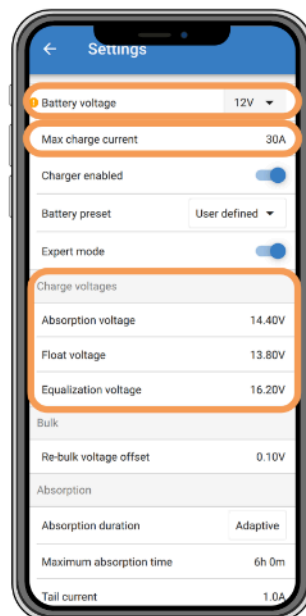 Settings
Battery voltage 12V
Max charge current 30A
Charger enabled
Battery preset User defined
Expert mode
Charge voltages
Absorption voltage 14.40V
Float voltage 13.80V
Equalization voltage 16.20V
Bulk
Re-bulk voltage offset 0.10V
Absorption
Absorption duration Adaptive
Maximum absorption time 6h 0m
Tail current 1.0A